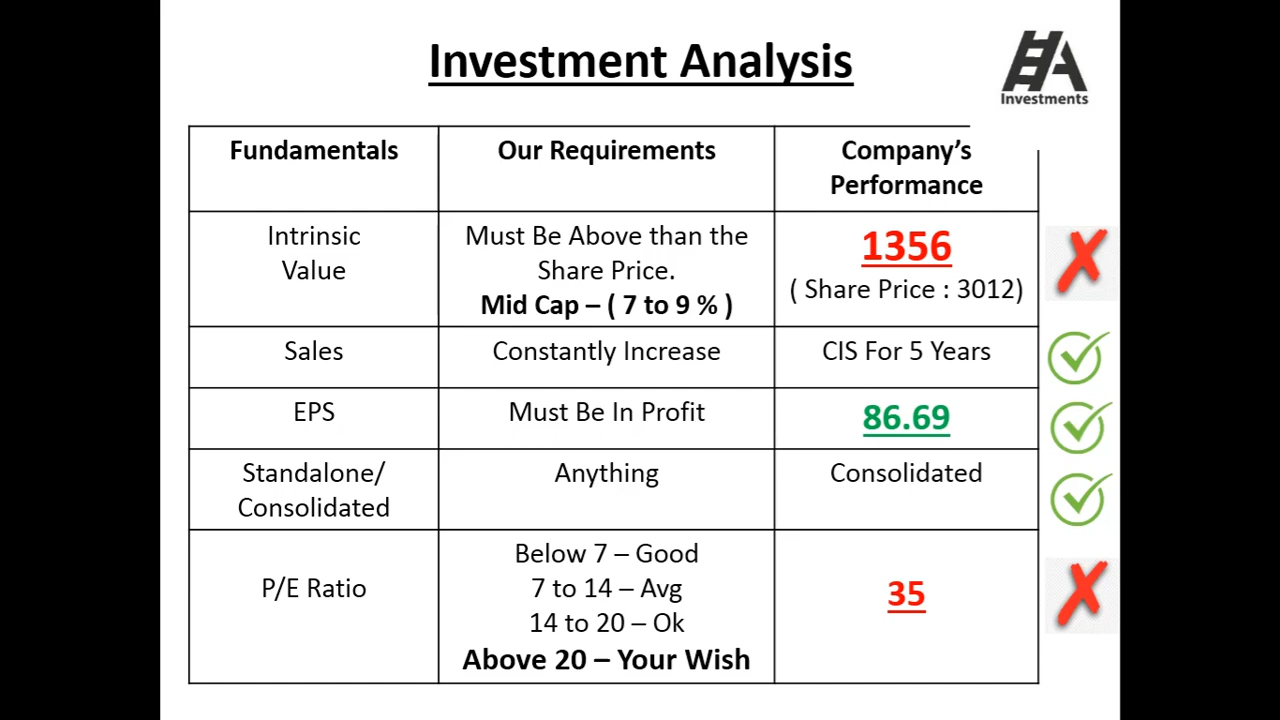 Investment Analysis
Investments
Fundamentals
Our Requirements
Company’s
Performance
Intrinsic
Value
Must Be Above than the
Share Price.
Mid Cap – ( 7 to 9 % )
1356
( Share Price : 3012)
Sales
Constantly Increase
CIS For 5 Years
EPS
Must Be In Profit
86.69
Standalone/
Consolidated
Anything
Consolidated
P/E Ratio
Below 7 – Good
7 to 14 – Avg
14 to 20 – Ok
Above 20 – Your Wish
35